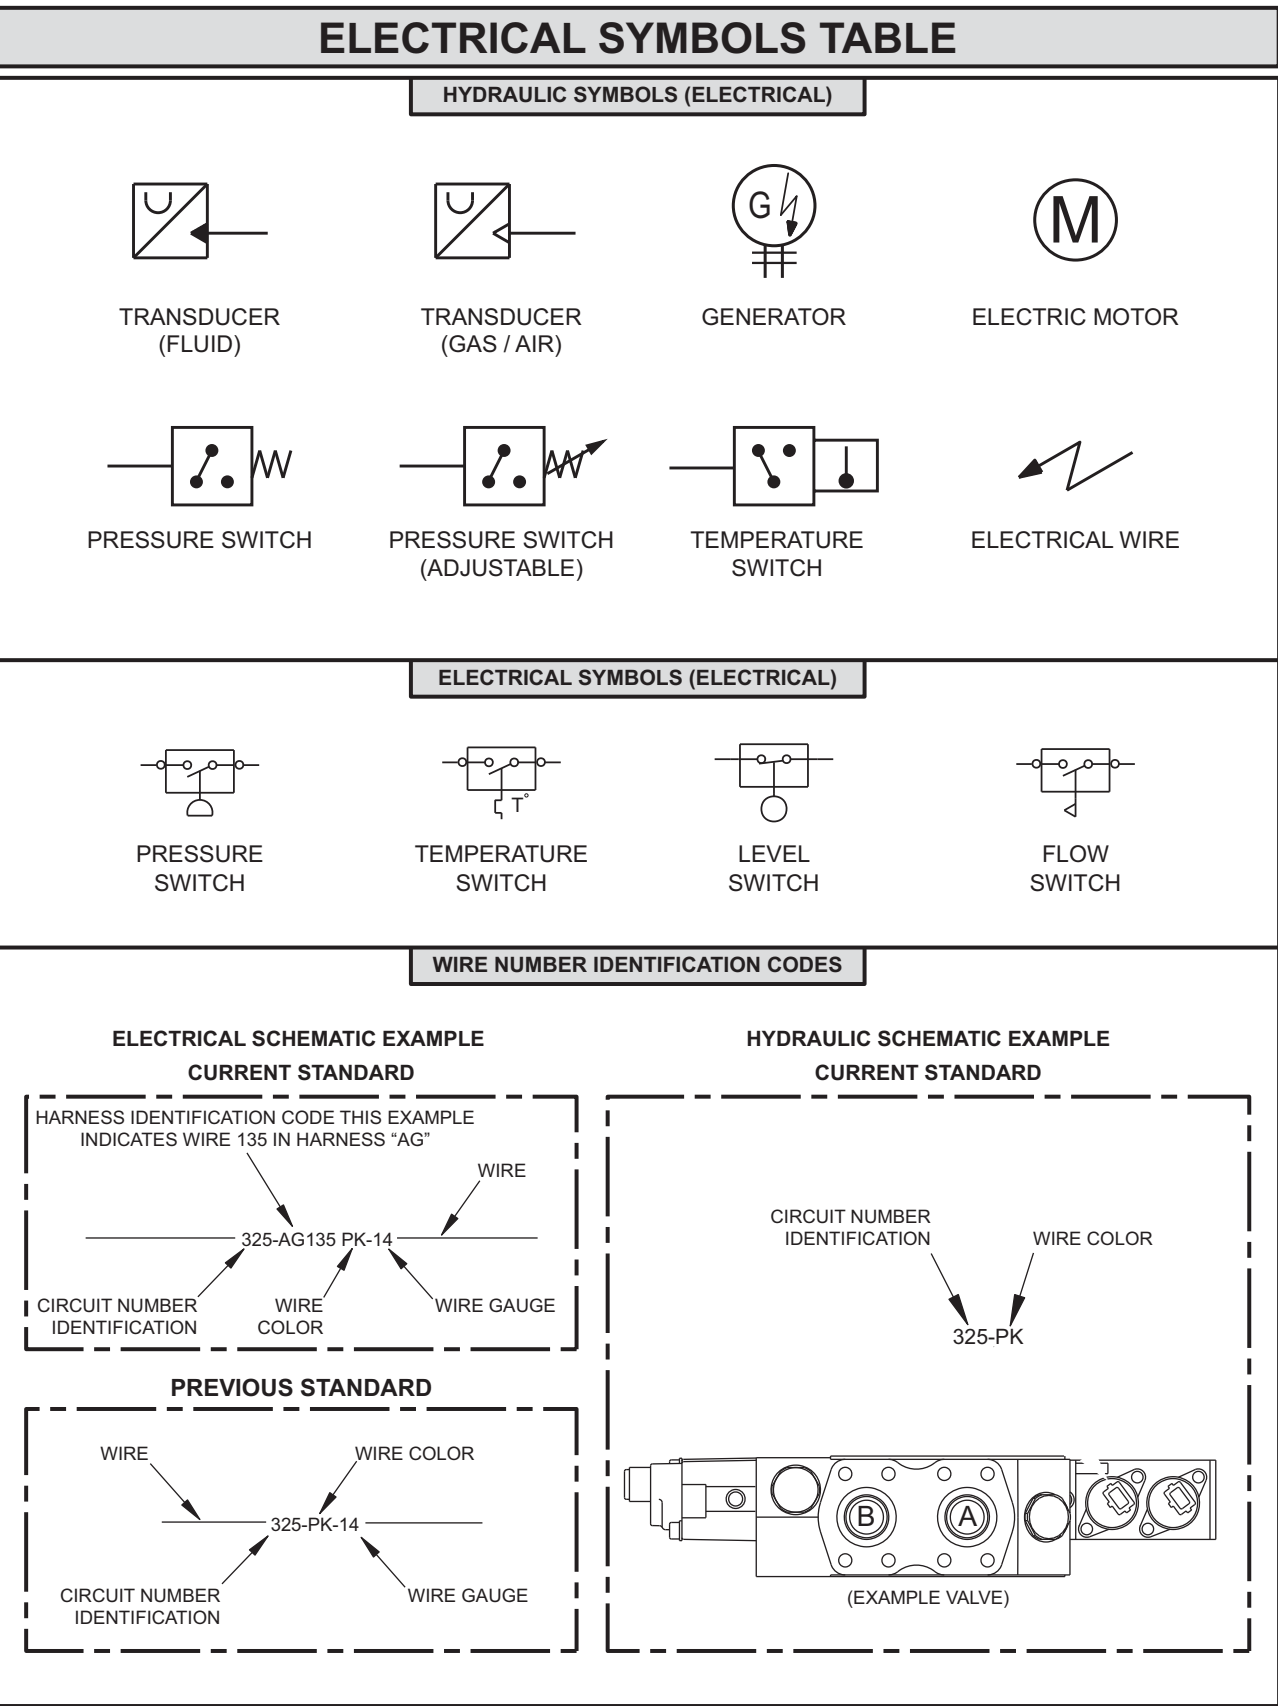 ELECTRICAL SYMBOLS TABLE
HYDRAULIC SYMBOLS (ELECTRICAL)
G
M
TRANSDUCER
(FLUID)
TRANSDUCER
(GAS / AIR)
GENERATOR
ELECTRIC MOTOR
PRESSURE SWITCH
PRESSURE SWITCH
(ADJUSTABLE)
TEMPERATURE
SWITCH
ELECTRICAL WIRE
ELECTRICAL SYMBOLS (ELECTRICAL)
T°
PRESSURE
SWITCH
TEMPERATURE
SWITCH
LEVEL
SWITCH
FLOW
SWITCH
WIRE NUMBER IDENTIFICATION CODES
ELECTRICAL SCHEMATIC EXAMPLE
CURRENT STANDARD
HARNESS IDENTIFICATION CODE THIS EXAMPLE
INDICATES WIRE 135 IN HARNESS “AG”
WIRE
325-AG135 PK-14
CIRCUIT NUMBER
IDENTIFICATION
WIRE
COLOR
WIRE GAUGE
PREVIOUS STANDARD
WIRE
WIRE COLOR
325-PK-14
CIRCUIT NUMBER
IDENTIFICATION
WIRE GAUGE
HYDRAULIC SCHEMATIC EXAMPLE
CURRENT STANDARD
CIRCUIT NUMBER
IDENTIFICATION
WIRE COLOR
325-PK
B
A
(EXAMPLE VALVE)